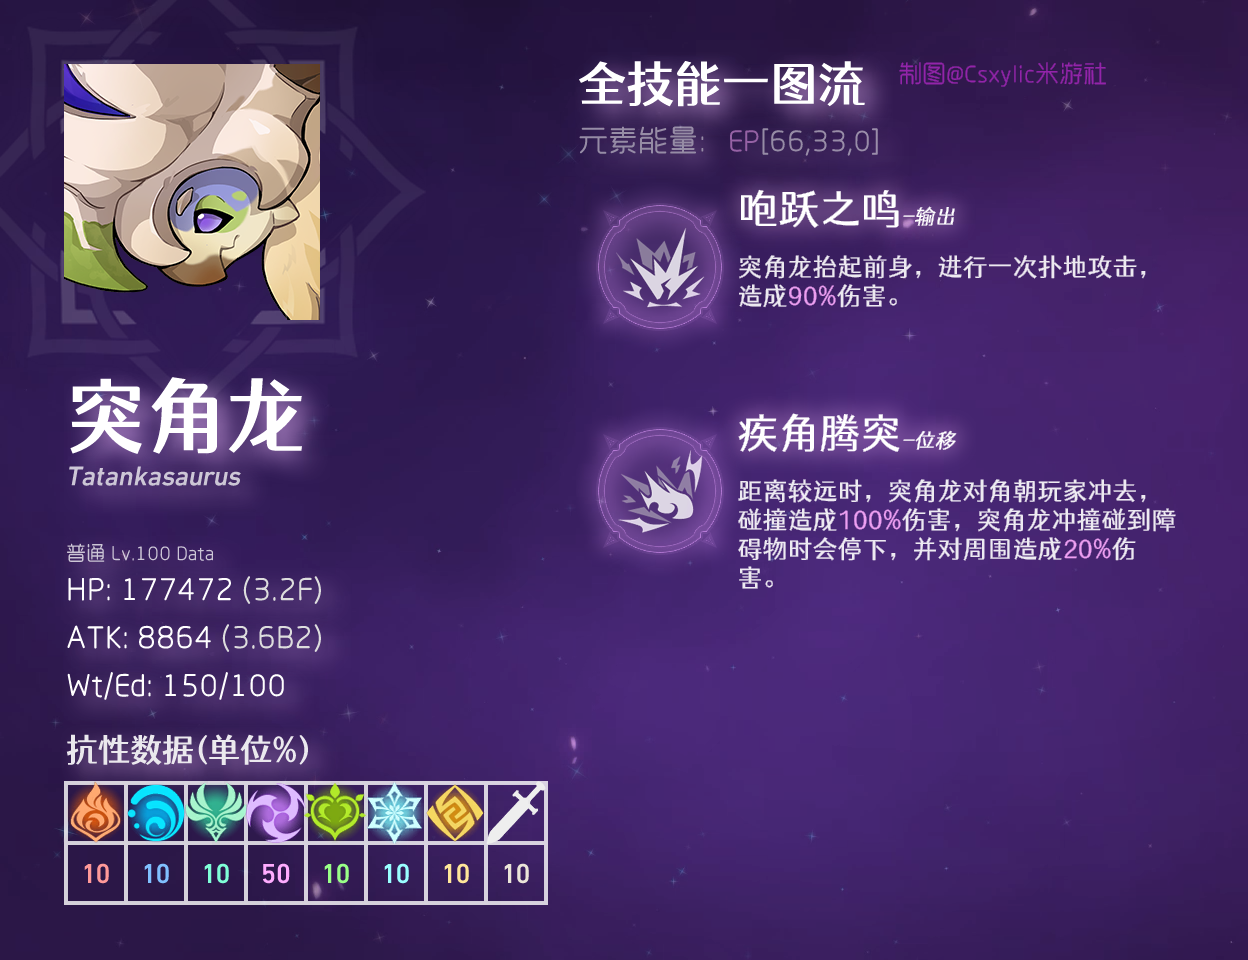 全技能一图流
制图@Csxylic米游社
元素能量: EP[66,33,0]
咆跃之鸣-输出
突角龙抬起前身，进行一次扑地攻击，
造成90%伤害。
疾角腾突-位移
距离较远时，突角龙对角朝玩家冲去，
碰撞造成100%伤害，突角龙冲撞碰到障
碍物时会停下，并对周围造成20%伤
害。
突角龙
Tatankasaurus
普通 Lv.100 Data
HP: 177472 (3.2F)
ATK: 8864 (3.6B2)
Wt/Ed: 150/100
抗性数据(单位%)
10 10 10 50 10 10 10 10